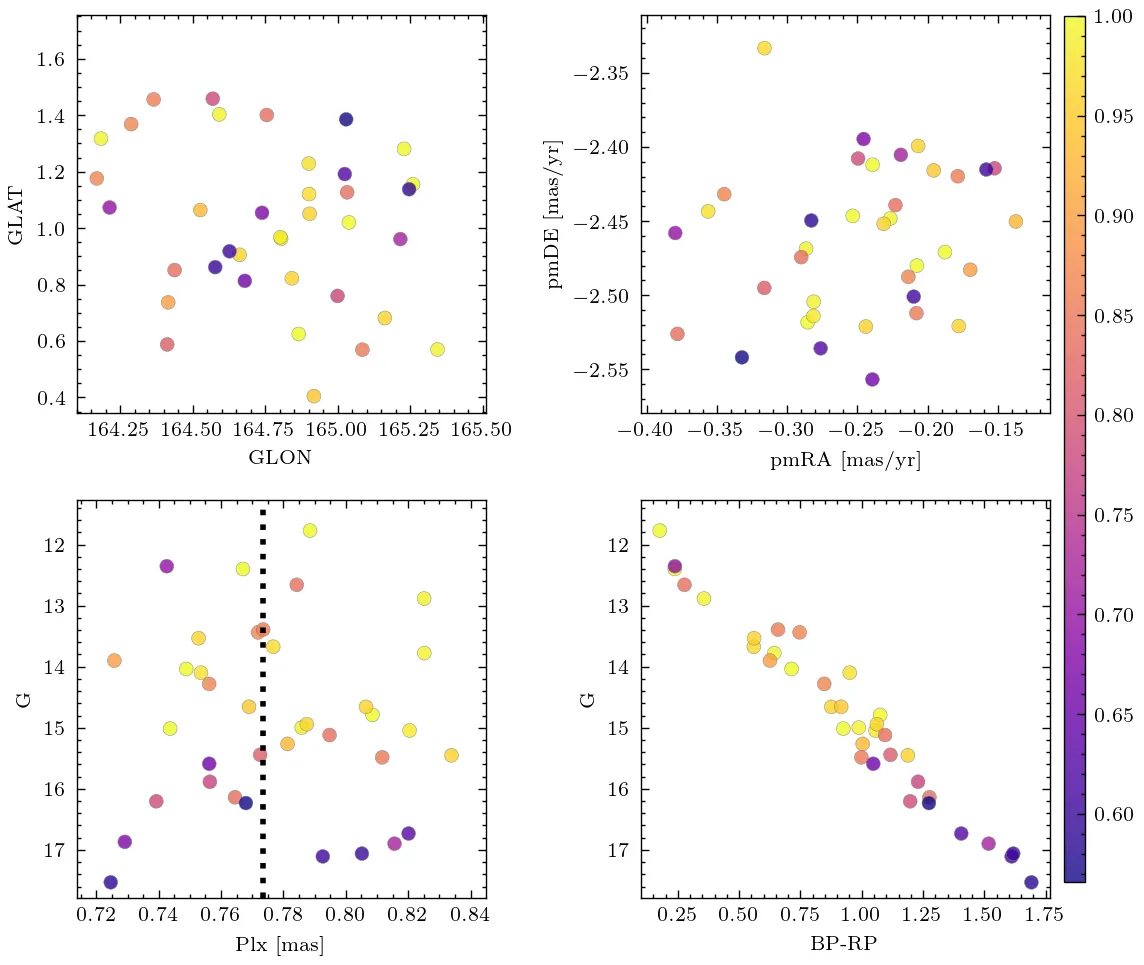 1.6
1.4
1.2
1.0
0.8
0.6
0.4
GLAT
164.25 164.50 164.75 165.00 165.25 165.50
GLON
−2.35
−2.40
−2.45
−2.50
−2.55
pmDE [mas/yr]
−0.40 −0.35 −0.30 −0.25 −0.20 −0.15
pmRA [mas/yr]
1.00
0.95
0.90
0.85
0.80
0.75
0.70
0.65
0.60
12
13
14
15
16
17
G
0.72 0.74 0.76 0.78 0.80 0.82 0.84
Plx [mas]
12
13
14
15
16
17
G
0.25 0.50 0.75 1.00 1.25 1.50 1.75
BP-RP